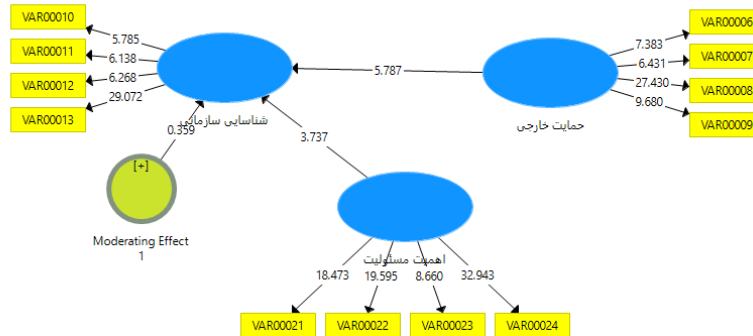 VAR00010
VAR00011
VAR00012
VAR00013
5.785
6.138
6.268
29.072
شناسایی سازمانی
0.359
[+]
Moderating Effect
1
5.787
3.737
حمایت خارجی
7.383
6.431
27.430
9.680
VAR00006
VAR00007
VAR00008
VAR00009
اهمیت مسئولیت
18.473
19.595
8.660
32.943
VAR00021
VAR00022
VAR00023
VAR00024